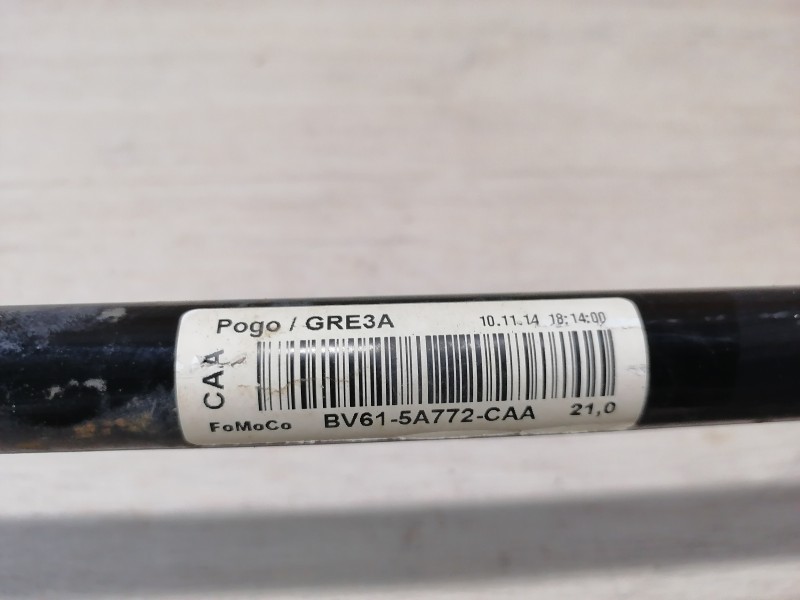 Pogo / GRE3A 10.11.14 18:14:00
CAA
FoMoCo BV61-5A772-CAA 21,0